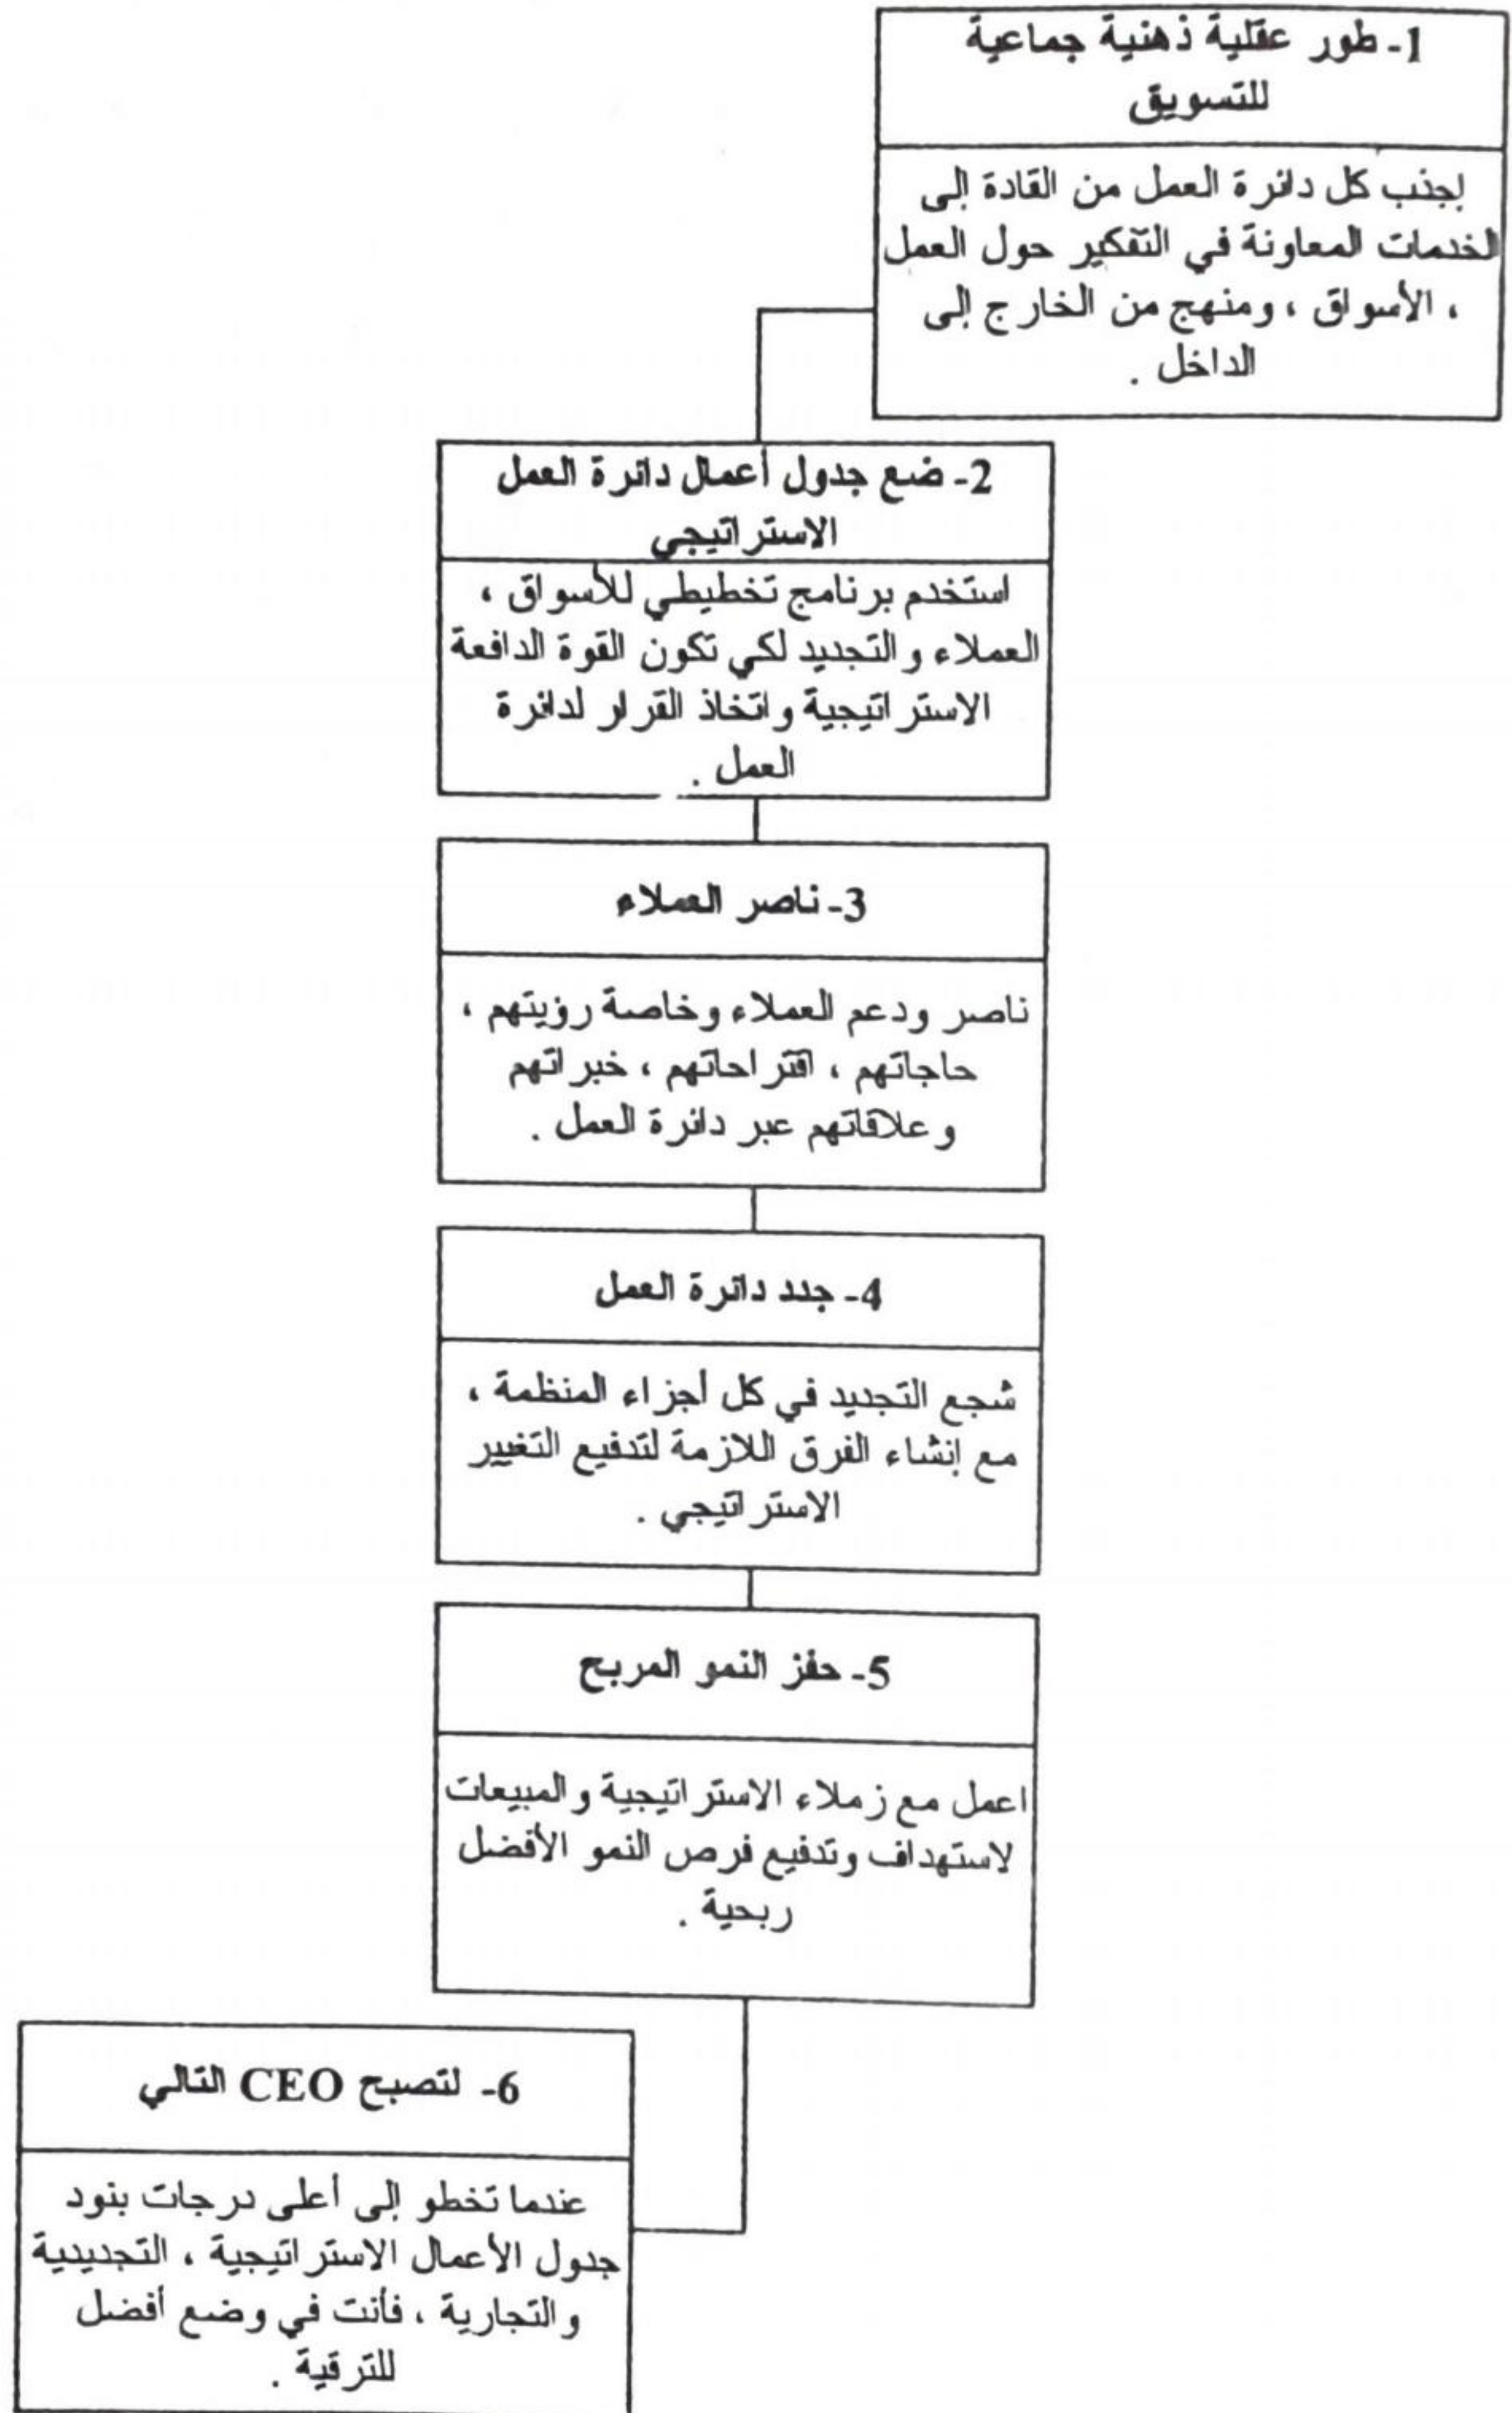 1- طور عقلية ذهنية جماعية
للتسويق
إجذب كل دائرة العمل من القادة إلى
الخدمات المعاونة في التفكير حول العمل
، الأسواق ، ومنهج من الخارج إلى
الداخل .
2- ضع جدول أعمال دائرة العمل
الاستراتيجي
استخدم برنامج تخطيطي للأسواق ،
العملاء والتجديد لكي تكون القوة الدافعة
الاستراتيجية واتخاذ القرار لدائرة
العمل .
3- ناصر العملاء
ناصر ودعم العملاء وخاصة رؤيتهم ،
حاجاتهم ، اقتراحاتهم ، خبراتهم
وعلاقاتهم عبر دائرة العمل .
4- جدد دائرة العمل
شجع التجديد في كل أجزاء المنظمة ،
مع إنشاء الفرق اللازمة لتدفيع التغيير
الاستراتيجي .
5- حفز النمو المربح
اعمل مع زملاء الاستراتيجية والمبيعات
لاستهداف وتدفيع فرص النمو الأفضل
ربحية .
6- لتصبح CEO التالي
عندما تخطو إلى أعلى درجات بنود
جدول الأعمال الاستراتيجية ، التجديدية
والتجارية ، فأنت في وضع أفضل
للترقية .